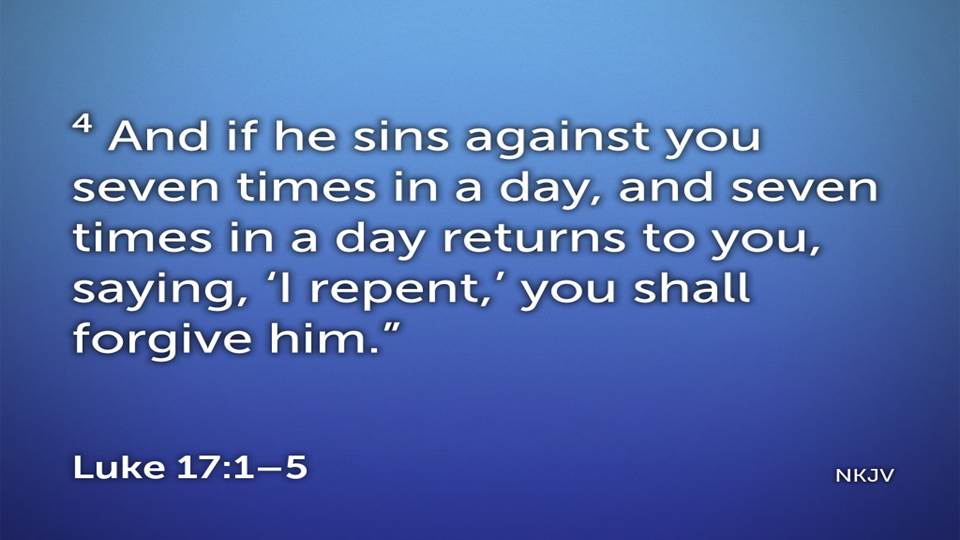 4 And if he sins against you
seven times in a day, and seven
times in a day returns to you,
saying, ‘I repent,’ you shall
forgive him.”
Luke 17:1–5
NKJV